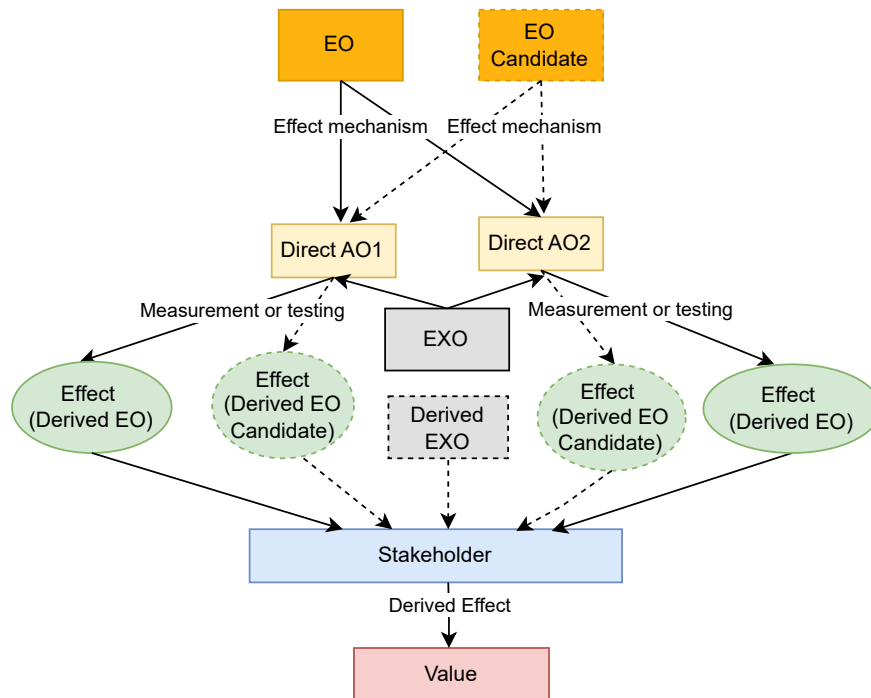 EO
EO
Candidate
Effect mechanism
Effect mechanism
Direct AO1
Direct AO2
Measurement or testing
Measurement or testing
EXO
Effect
(Derived EO)
Effect
(Derived EO
Candidate)
Derived
EXO
Effect
(Derived EO
Candidate)
Effect
(Derived EO)
Stakeholder
Derived Effect
Value